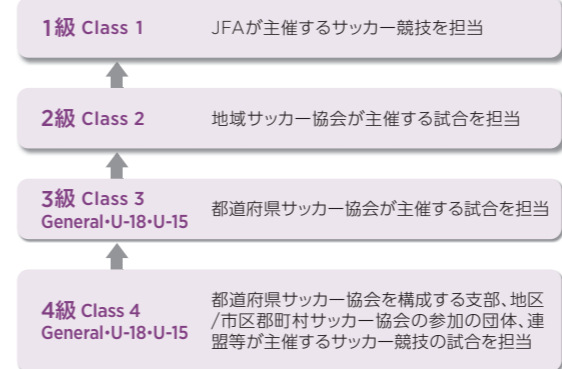 1級 Class 1
JFAが主催するサッカー競技を担当
2級 Class 2
地域サッカー協会が主催する試合を担当
3級 Class 3
General・U-18・U-15
都道府県サッカー協会が主催する試合を担当
4級 Class 4
General・U-18・U-15
都道府県サッカー協会を構成する支部、地区
/市区郡町村サッカー協会の参加の団体、連
盟等が主催するサッカー競技の試合を担当